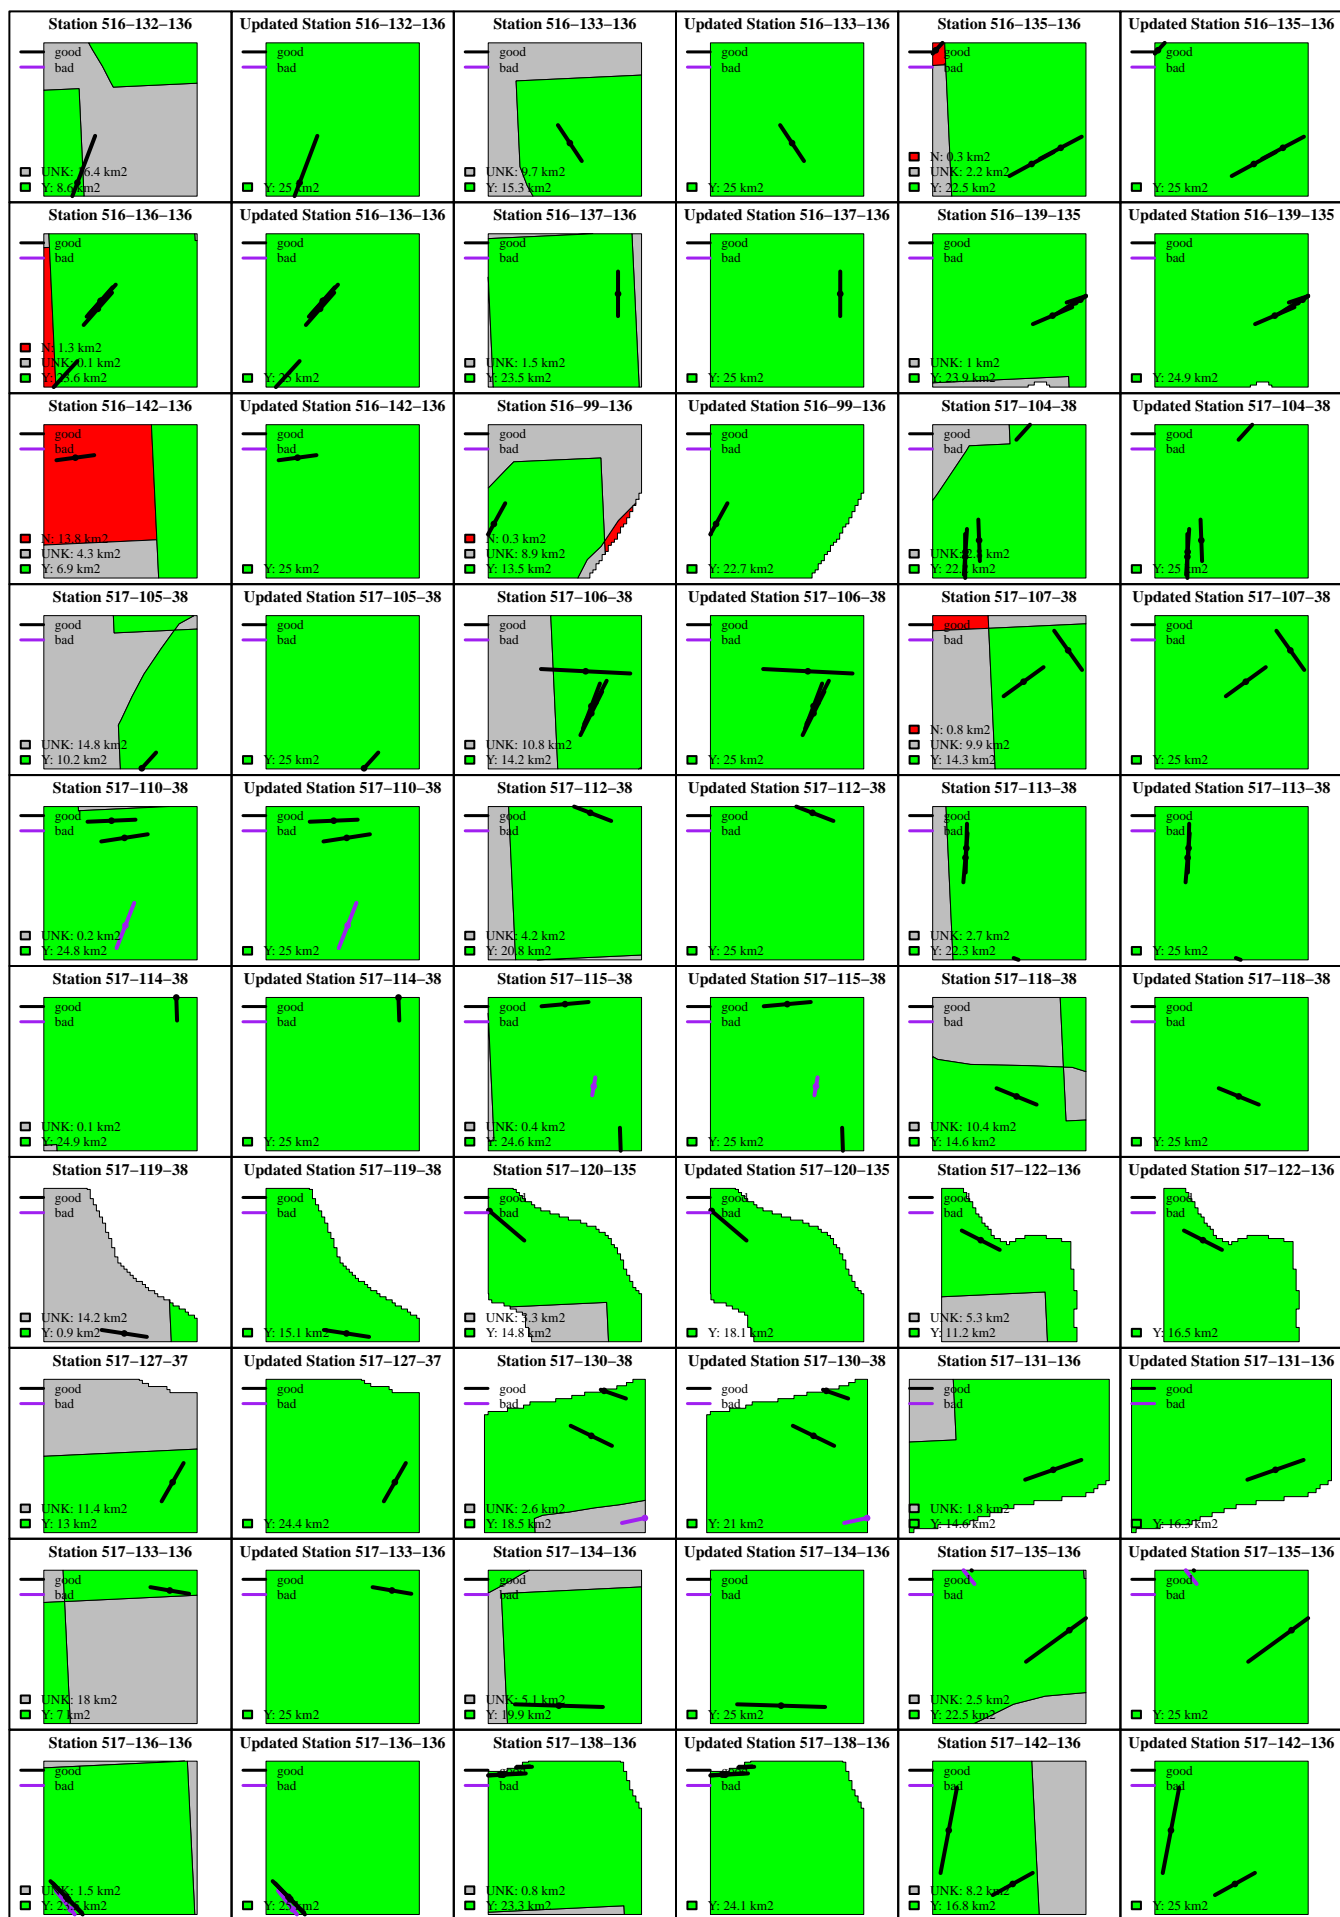 Station 516−132−136
good
bad
UNK: 16.4 km2
Y: 8.6 km2
Updated Station 516−132−136
good
bad
Y: 25 km2
Station 516−133−136
good
bad
UNK: 9.7 km2
Y: 15.3 km2
Updated Station 516−133−136
good
bad
Y: 25 km2
Station 516−135−136
good
bad
N: 0.3 km2
UNK: 2.2 km2
Y: 22.5 km2
Updated Station 516−135−136
good
bad
Y: 25 km2
Station 516−136−136
good
bad
N: 1.3 km2
UNK: 0.1 km2
Y: 23.6 km2
Updated Station 516−136−136
good
bad
Y: 25 km2
Station 516−137−136
good
bad
UNK: 1.5 km2
Y: 23.5 km2
Updated Station 516−137−136
good
bad
Y: 25 km2
Station 516−139−135
good
bad
UNK: 1 km2
Y: 23.9 km2
Updated Station 516−139−135
good
bad
Y: 24.9 km2
Station 516−142−136
good
bad
N: 13.8 km2
UNK: 4.3 km2
Y: 6.9 km2
Updated Station 516−142−136
good
bad
Y: 25 km2
Station 516−99−136
good
bad
N: 0.3 km2
UNK: 8.9 km2
Y: 13.5 km2
Updated Station 516−99−136
good
bad
Y: 22.7 km2
Station 517−104−38
good
bad
UNK: 2.8 km2
Y: 22.2 km2
Updated Station 517−104−38
good
bad
Y: 25 km2
Station 517−105−38
good
bad
UNK: 14.8 km2
Y: 10.2 km2
Updated Station 517−105−38
good
bad
Y: 25 km2
Station 517−106−38
good
bad
UNK: 10.8 km2
Y: 14.2 km2
Updated Station 517−106−38
good
bad
Y: 25 km2
Station 517−107−38
good
bad
N: 0.8 km2
UNK: 9.9 km2
Y: 14.3 km2
Updated Station 517−107−38
good
bad
Y: 25 km2
Station 517−110−38
good
bad
UNK: 0.2 km2
Y: 24.8 km2
Updated Station 517−110−38
good
bad
Y: 25 km2
Station 517−112−38
good
bad
UNK: 4.2 km2
Y: 20.8 km2
Updated Station 517−112−38
good
bad
Y: 25 km2
Station 517−113−38
good
bad
UNK: 2.7 km2
Y: 22.3 km2
Updated Station 517−113−38
good
bad
Y: 25 km2
Station 517−114−38
good
bad
UNK: 0.1 km2
Y: 24.9 km2
Updated Station 517−114−38
good
bad
Y: 25 km2
Station 517−115−38
good
bad
UNK: 0.4 km2
Y: 24.6 km2
Updated Station 517−115−38
good
bad
Y: 25 km2
Station 517−118−38
good
bad
UNK: 10.4 km2
Y: 14.6 km2
Updated Station 517−118−38
good
bad
Y: 25 km2
Station 517−119−38
good
bad
UNK: 14.2 km2
Y: 0.9 km2
Updated Station 517−119−38
good
bad
Y: 15.1 km2
Station 517−120−135
good
bad
UNK: 3.3 km2
Y: 14.8 km2
Updated Station 517−120−135
good
bad
Y: 18.1 km2
Station 517−122−136
good
bad
UNK: 5.3 km2
Y: 11.2 km2
Updated Station 517−122−136
good
bad
Y: 16.5 km2
Station 517−127−37
good
bad
UNK: 11.4 km2
Y: 13 km2
Updated Station 517−127−37
good
bad
Y: 24.4 km2
Station 517−130−38
good
bad
UNK: 2.6 km2
Y: 18.5 km2
Updated Station 517−130−38
good
bad
Y: 21 km2
Station 517−131−136
good
bad
UNK: 1.8 km2
Y: 14.6 km2
Updated Station 517−131−136
good
bad
Y: 16.3 km2
Station 517−133−136
good
bad
UNK: 18 km2
Y: 7 km2
Updated Station 517−133−136
good
bad
Y: 25 km2
Station 517−134−136
good
bad
UNK: 5.1 km2
Y: 19.9 km2
Updated Station 517−134−136
good
bad
Y: 25 km2
Station 517−135−136
good
bad
UNK: 2.5 km2
Y: 22.5 km2
Updated Station 517−135−136
good
bad
Y: 25 km2
Station 517−136−136
good
bad
UNK: 1.5 km2
Y: 23.5 km2
Updated Station 517−136−136
good
bad
Y: 25 km2
Station 517−138−136
good
bad
UNK: 0.8 km2
Y: 23.3 km2
Updated Station 517−138−136
good
bad
Y: 24.1 km2
Station 517−142−136
good
bad
UNK: 8.2 km2
Y: 16.8 km2
Updated Station 517−142−136
good
bad
Y: 25 km2